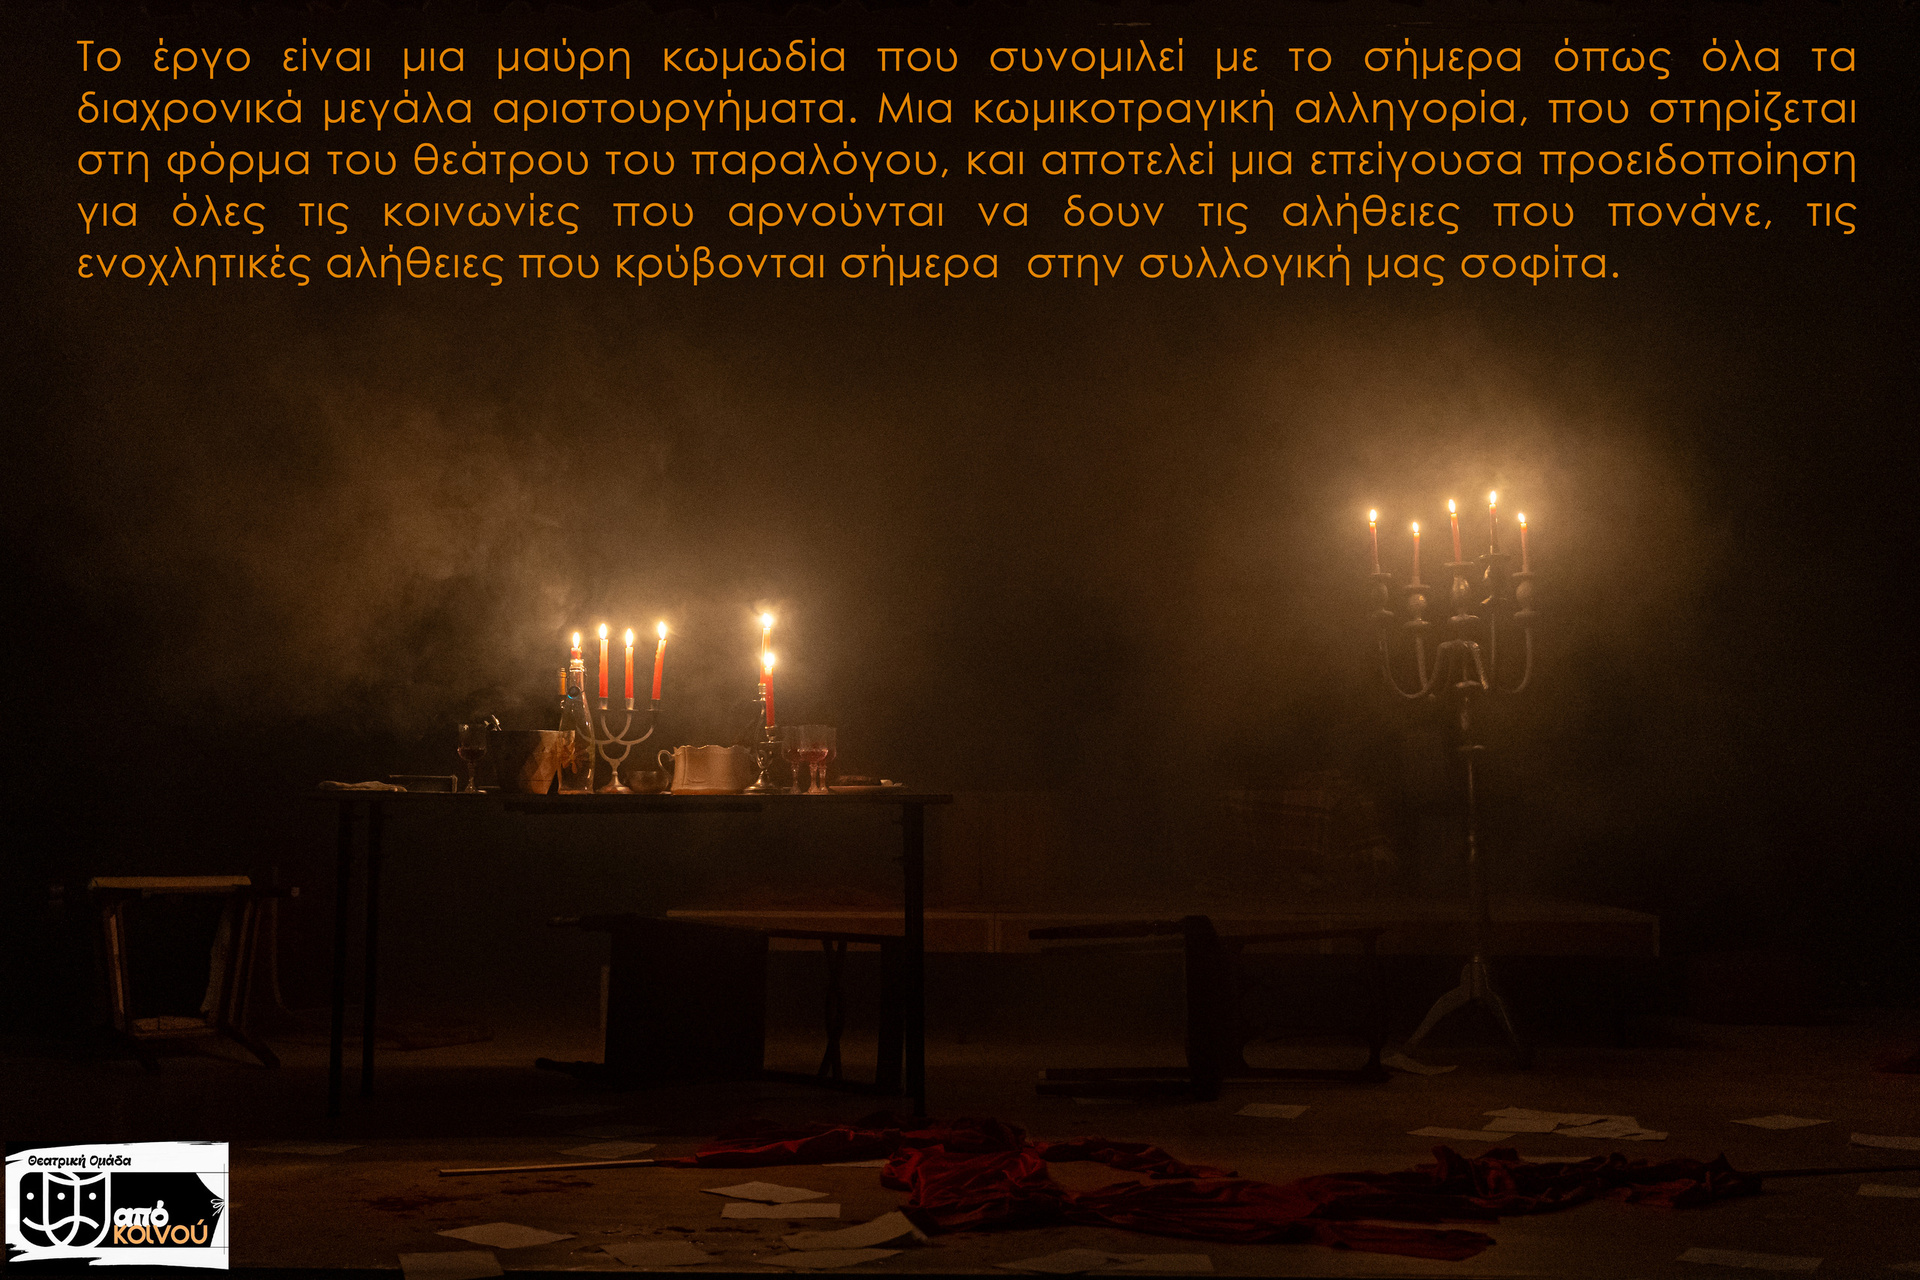 Το έργο είναι μια μαύρη κωμωδία που συνομιλεί με το σήμερα όπως όλα τα
διαχρονικά μεγάλα αριστουργήματα. Μια κωμικοτραγική αλληγορία, που στηρίζεται
στη φόρμα του θεάτρου του παραλόγου, και αποτελεί μια επείγουσα προειδοποίηση
για όλες τις κοινωνίες που αρνούνται να δουν τις αλήθειες που πονάνε, τις
ενοχλητικές αλήθειες που κρύβονται σήμερα  στην συλλογική μας σοφίτα.
Θεατρική Ομάδα
από
κοινού